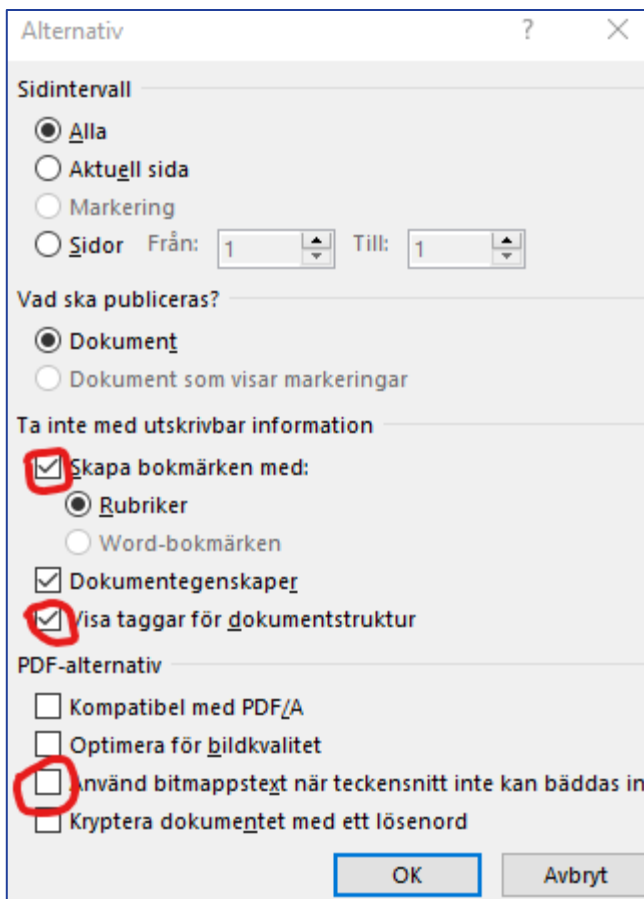 Alternativ ?
Sidintervall
Alla
Aktuell sida
Markering
Sidor Från: 1 Till: 1
Vad ska publiceras?
Dokument
Dokument som visar markeringar
Ta inte med utskrivbar information
Skapa bokmärken med:
Rubriker
Word-bokmärken
Dokumentegenskaper
Visa taggar för dokumentstruktur
PDF-alternativ
Kompatibel med PDF/A
Optimera för bildkvalitet
Använd bitmappstext när teckensnitt inte kan bäddas in
Kryptera dokumentet med ett lösenord
OK Avbryt